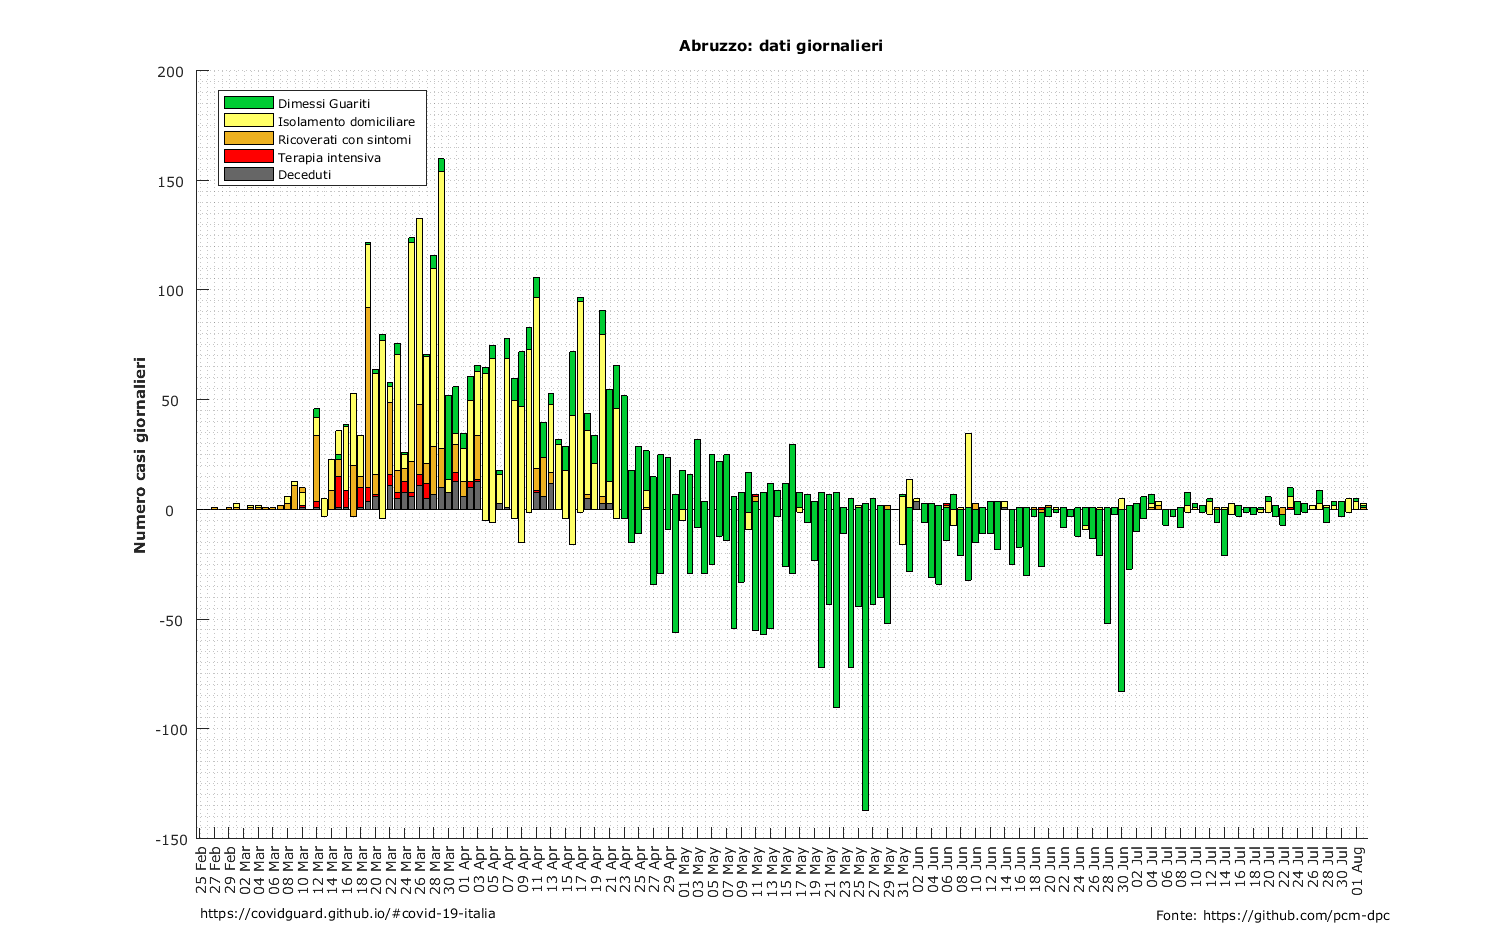 Abruzzo: dati giornalieri
200
150
100
50
0
-50
-100
-150
Numero casi giornalieri
Dimessi Guariti
Isolamento domiciliare
Ricoverati con sintomi
Terapia intensiva
Deceduti
25 Feb
27 Feb
29 Feb
02 Mar
04 Mar
06 Mar
08 Mar
10 Mar
12 Mar
14 Mar
16 Mar
18 Mar
20 Mar
22 Mar
24 Mar
26 Mar
28 Mar
30 Mar
01 Apr
03 Apr
05 Apr
07 Apr
09 Apr
11 Apr
13 Apr
15 Apr
17 Apr
19 Apr
21 Apr
23 Apr
25 Apr
27 Apr
29 Apr
01 May
03 May
05 May
07 May
09 May
11 May
13 May
15 May
17 May
19 May
21 May
23 May
25 May
27 May
29 May
31 May
02 Jun
04 Jun
06 Jun
08 Jun
10 Jun
12 Jun
14 Jun
16 Jun
18 Jun
20 Jun
22 Jun
24 Jun
26 Jun
28 Jun
30 Jun
02 Jul
04 Jul
06 Jul
08 Jul
10 Jul
12 Jul
14 Jul
16 Jul
18 Jul
20 Jul
22 Jul
24 Jul
26 Jul
28 Jul
30 Jul
01 Aug
https://covidguard.github.io/#covid-19-italia
Fonte: https://github.com/pcm-dpc